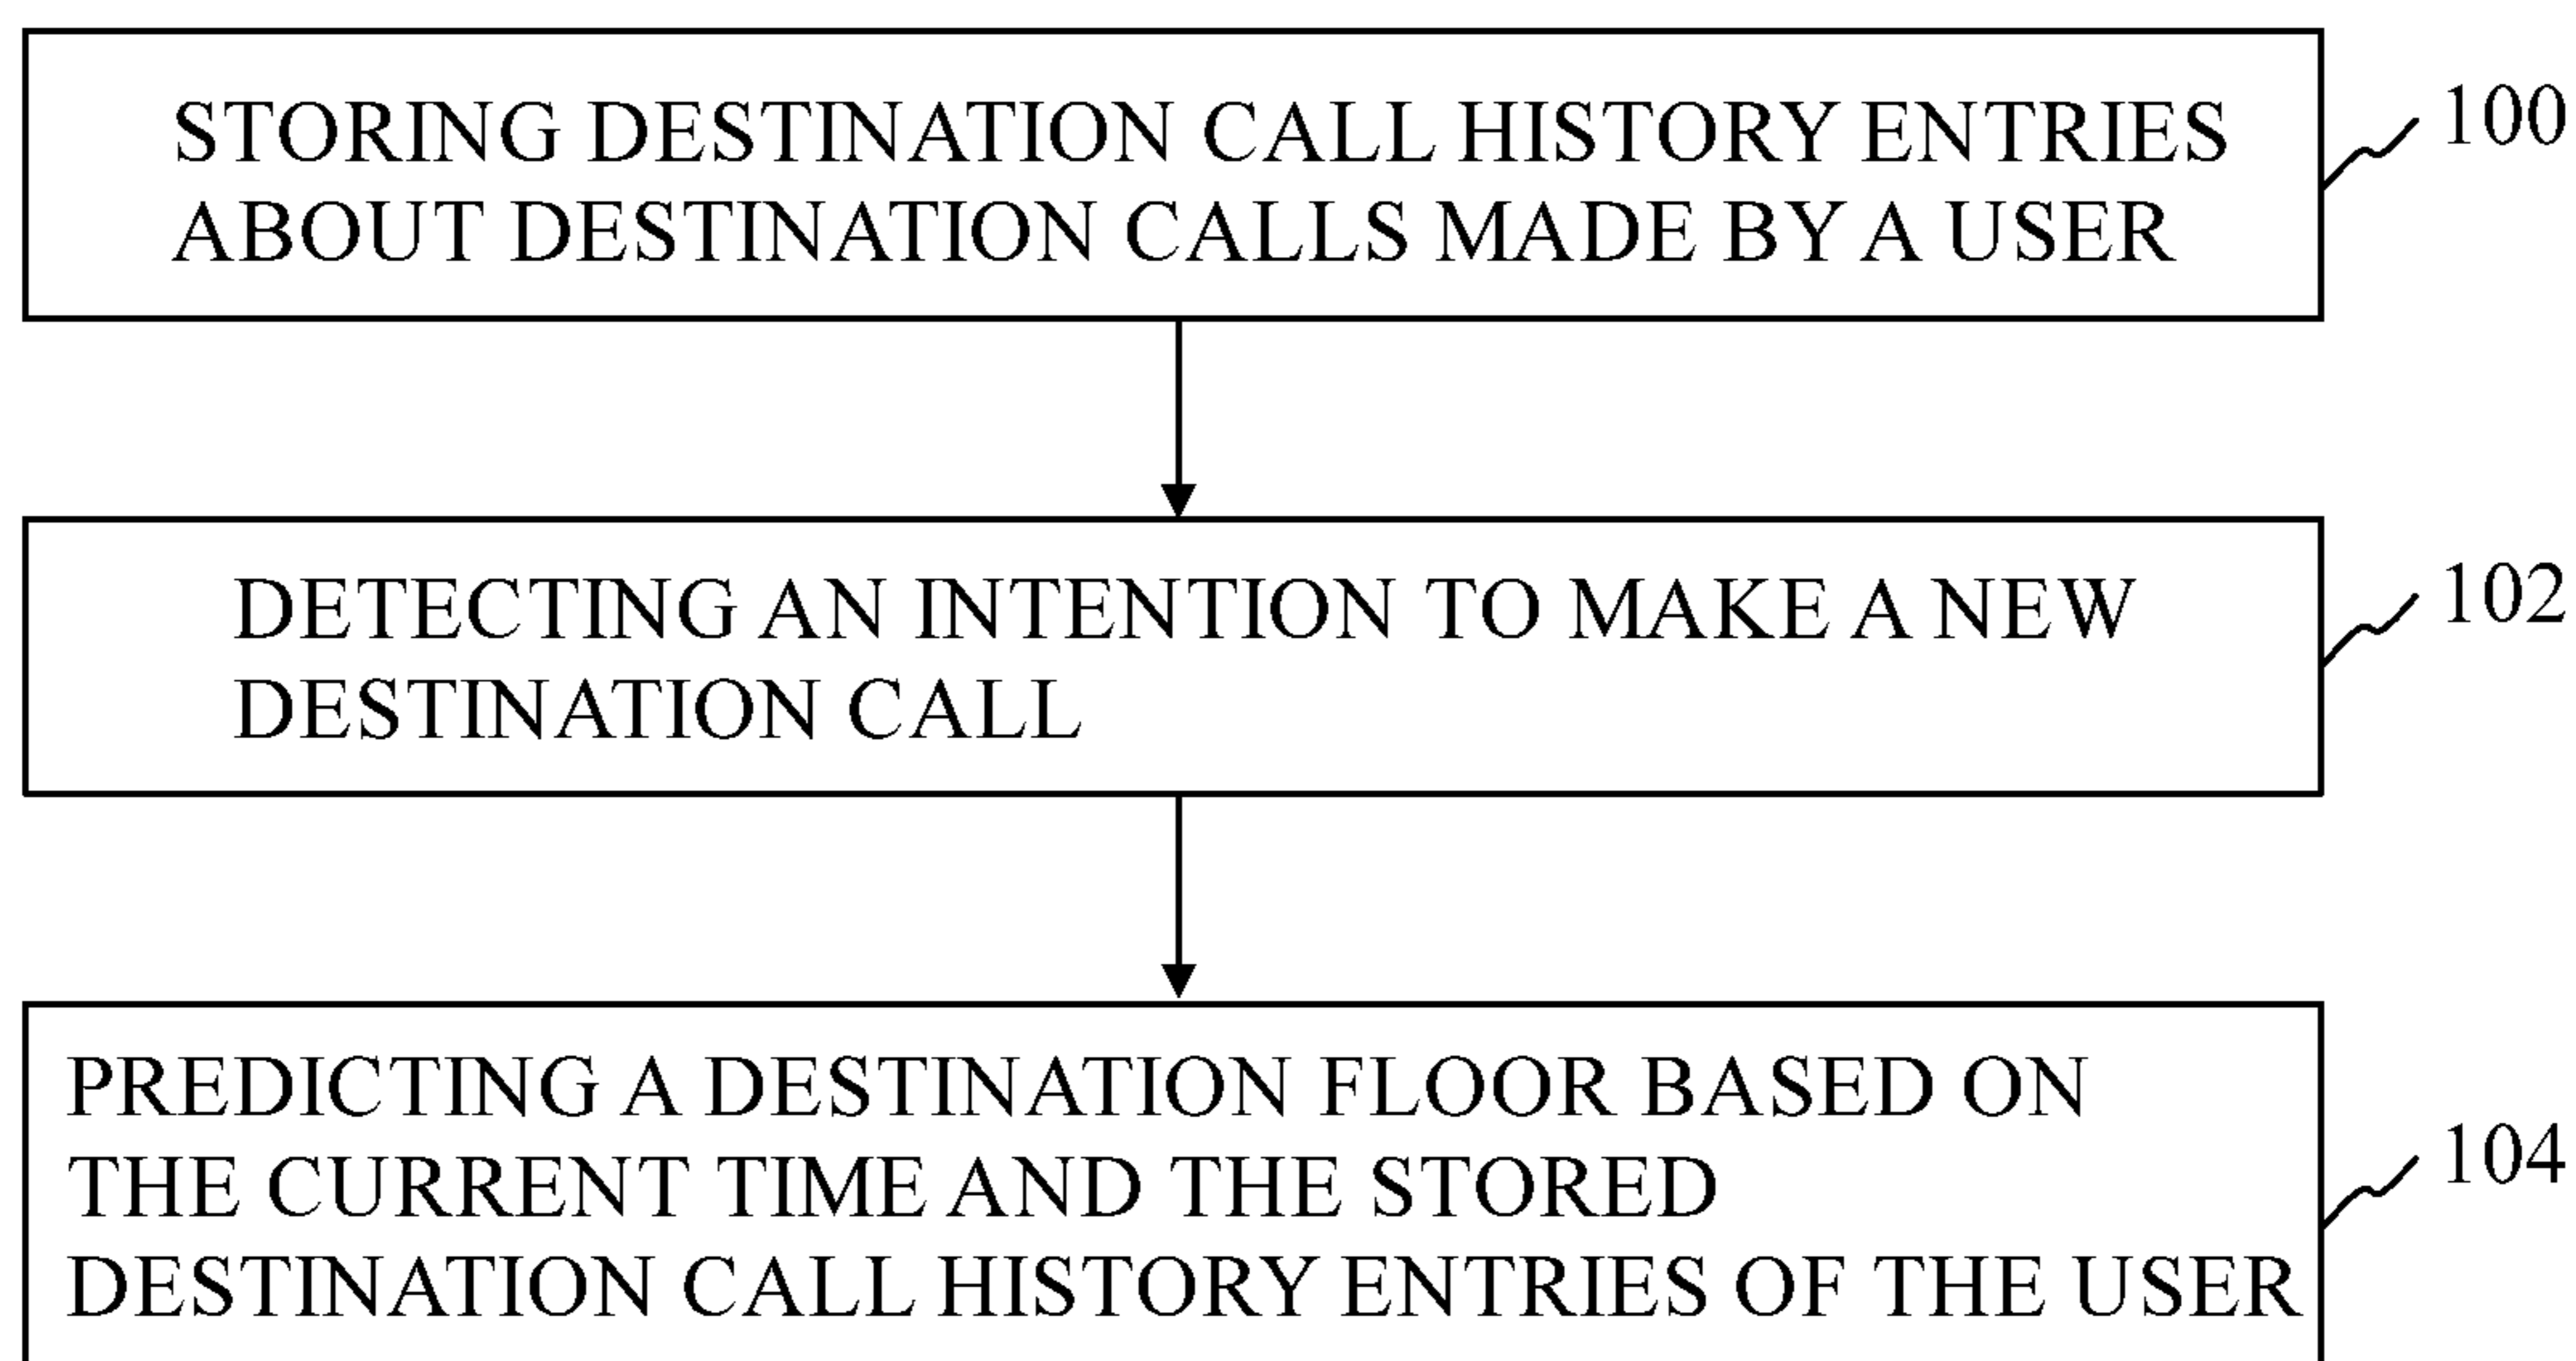 STORING DESTINATION CALL HISTORY ENTRIES
ABOUT DESTINATION CALLS MADE BY A USER
100
DETECTING AN INTENTION TO MAKE A NEW
DESTINATION CALL
102
PREDICTING A DESTINATION FLOOR BASED ON
THE CURRENT TIME AND THE STORED
DESTINATION CALL HISTORY ENTRIES OF THE USER
104